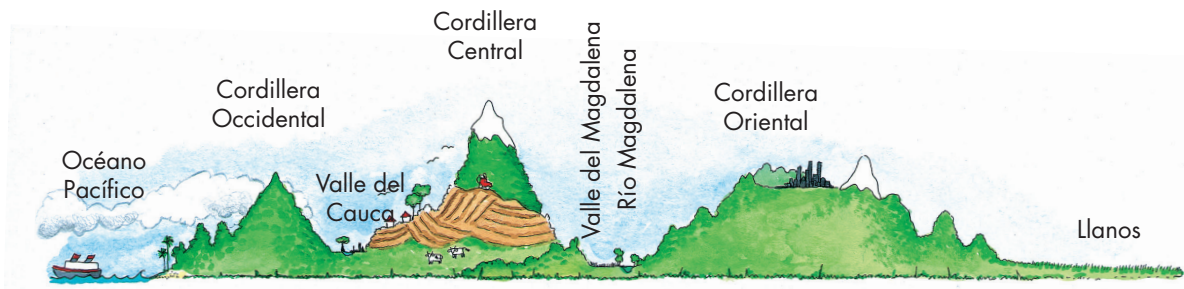 Océano
Pacífico
Cordillera
Occidental
Valle del
Cauca
Cordillera
Central
Valle del Magdalena
Río Magdalena
Cordillera
Oriental
Llanos